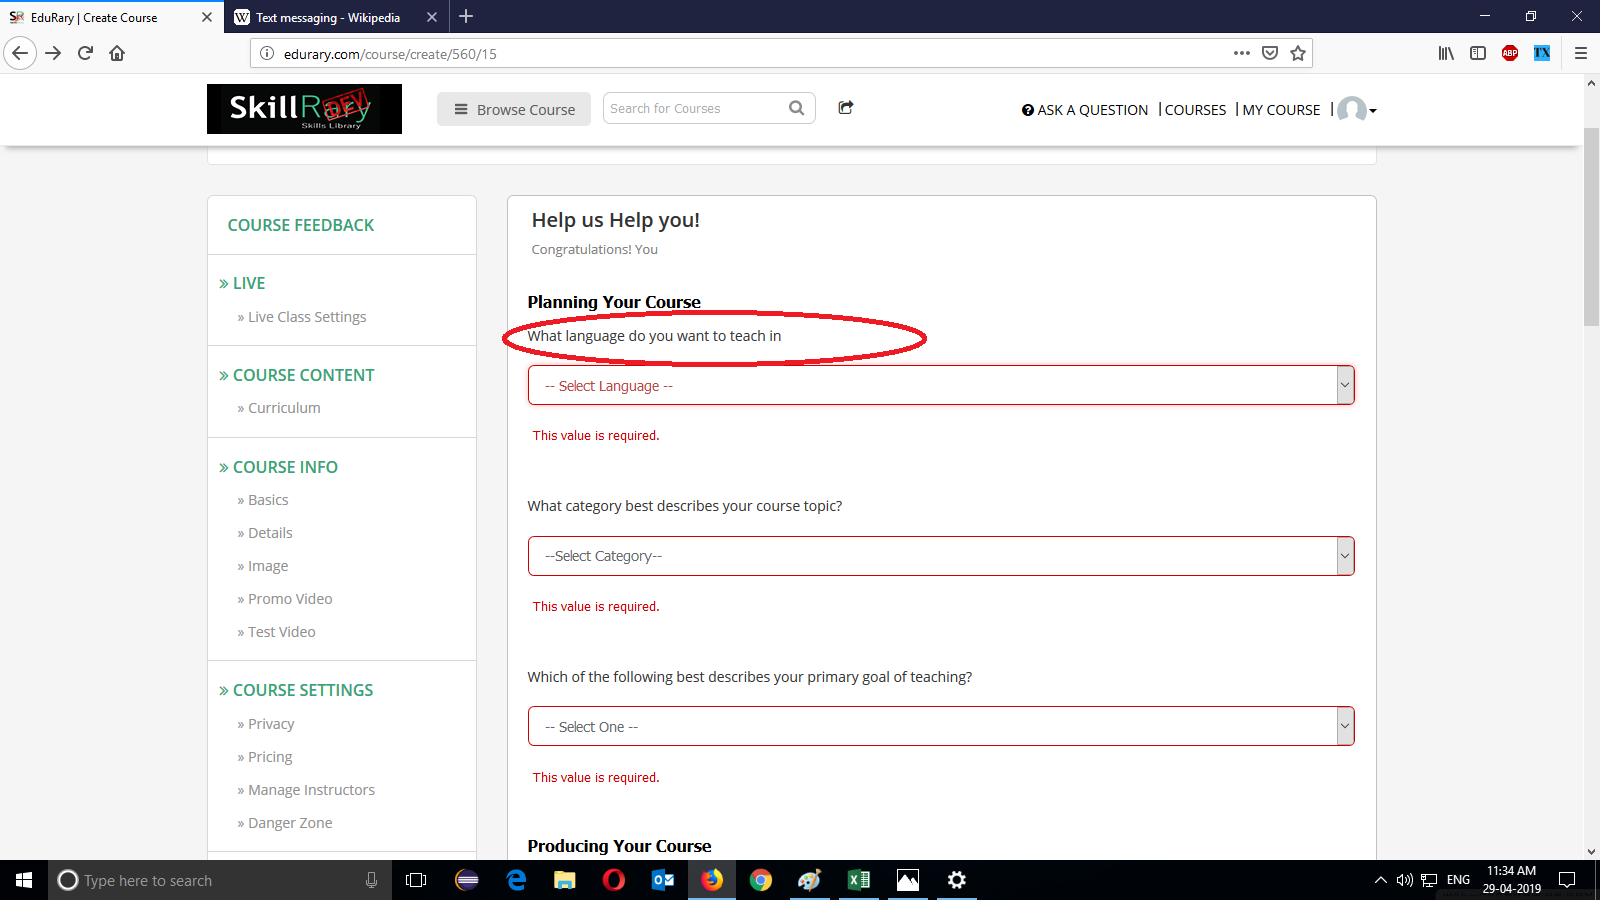 EduRary | Create Course
Text messaging - Wikipedia
edurary.com/course/create/560/15
SkillRary
DEV
Skills Library
Browse Course
Search for Courses
ASK A QUESTION | COURSES | MY COURSE |
COURSE FEEDBACK
» LIVE
» Live Class Settings
» COURSE CONTENT
» Curriculum
» COURSE INFO
» Basics
» Details
» Image
» Promo Video
» Test Video
» COURSE SETTINGS
» Privacy
» Pricing
» Manage Instructors
» Danger Zone
Help us Help you!
Congratulations! You
Planning Your Course
What language do you want to teach in
-- Select Language --
This value is required.
What category best describes your course topic?
--Select Category--
This value is required.
Which of the following best describes your primary goal of teaching?
-- Select One --
This value is required.
Producing Your Course
Type here to search
ENG
11:34 AM
29-04-2019
ABP
TX